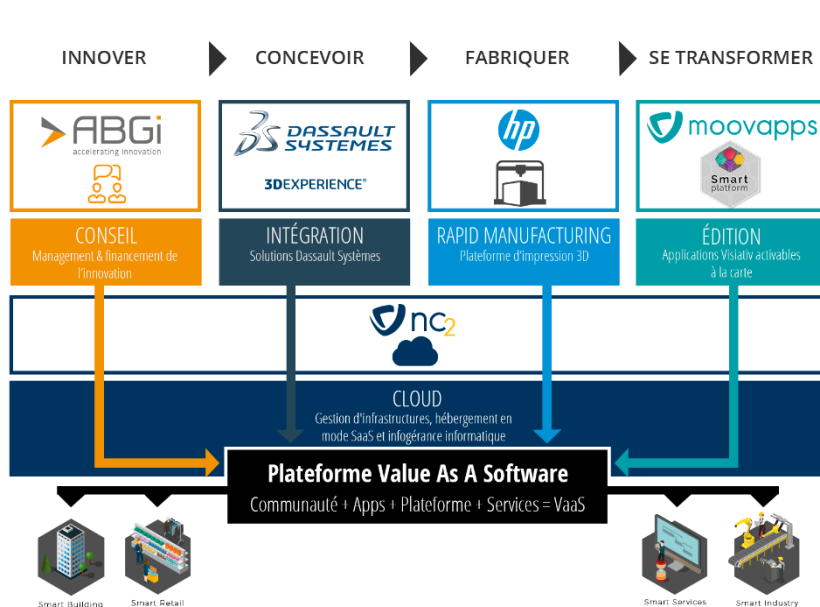 INNOVER
CONCEVOIR
FABRIQUER
SE TRANSFORMER
ABGi
accelerating innovation
DASSAULT
SYSTEMES
3DEXPERIENCE®
hp
moovapps
Smart
platform
CONSEIL
Management & financement de
l'innovation
INTÉGRATION
Solutions Dassault Systèmes
RAPID MANUFACTURING
Plateforme d'impression 3D
ÉDITION
Applications Visiativ activables
à la carte
nc2
CLOUD
Gestion d'infrastructures, hébergement en
mode SaaS et infogérance informatique
Plateforme Value As A Software
Communauté + Apps + Plateforme + Services = VaaS
Smart Building
Smart Retail
Smart Services
Smart Industry